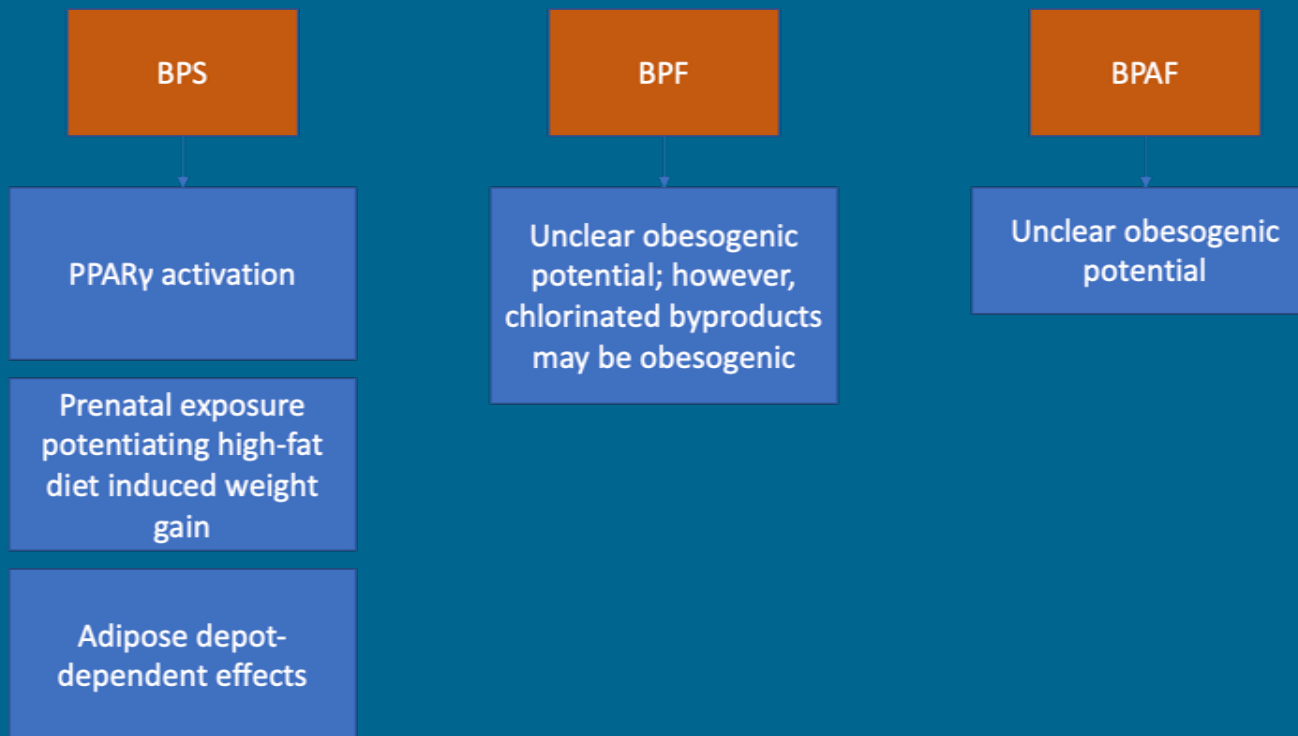 BPS
PPARγ activation
Prenatal exposure
potentiating high-fat
diet induced weight
gain
Adipose depot-
dependent effects
BPF
Unclear obesogenic
potential; however,
chlorinated byproducts
may be obesogenic
BPAF
Unclear obesogenic
potential